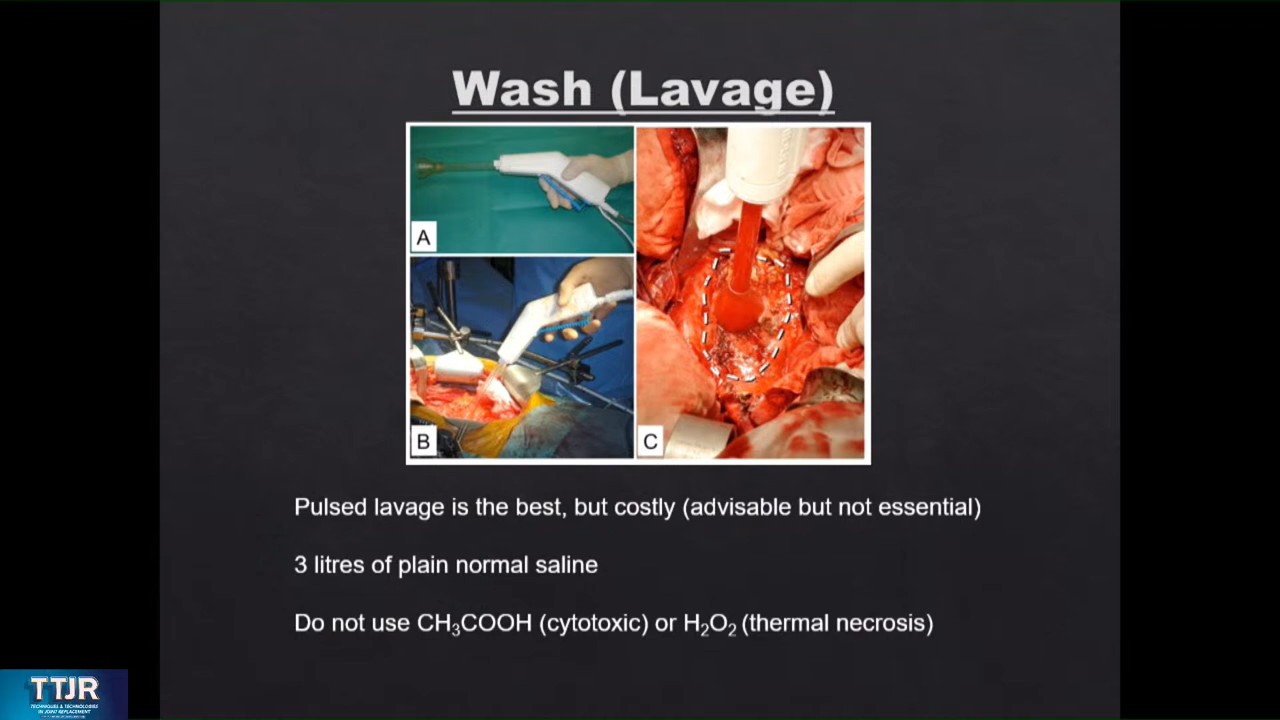 Wash (Lavage)
A
B
C
Pulsed lavage is the best, but costly (advisable but not essential)
3 litres of plain normal saline
Do not use CH₃COOH (cytotoxic) or H₂O₂ (thermal necrosis)
TTJR
TECHNIQUES & TECHNOLOGIES
IN JOINT REPLACEMENT